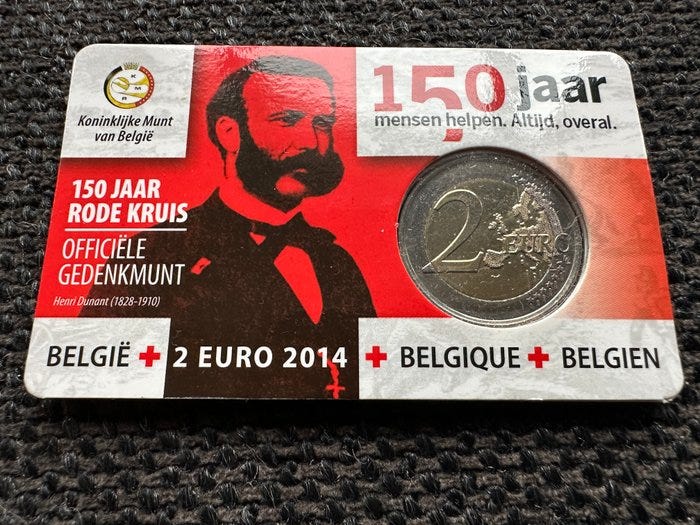 K
M
R
Koninklijke Munt
van België
150 jaar
mensen helpen. Altijd, overal.
150 JAAR
RODE KRUIS
OFFICIËLE
GEDENKMUNT
Henri Dunant (1828-1910)
2 EURO
BELGIË + 2 EURO 2014 + BELGIQUE + BELGIEN